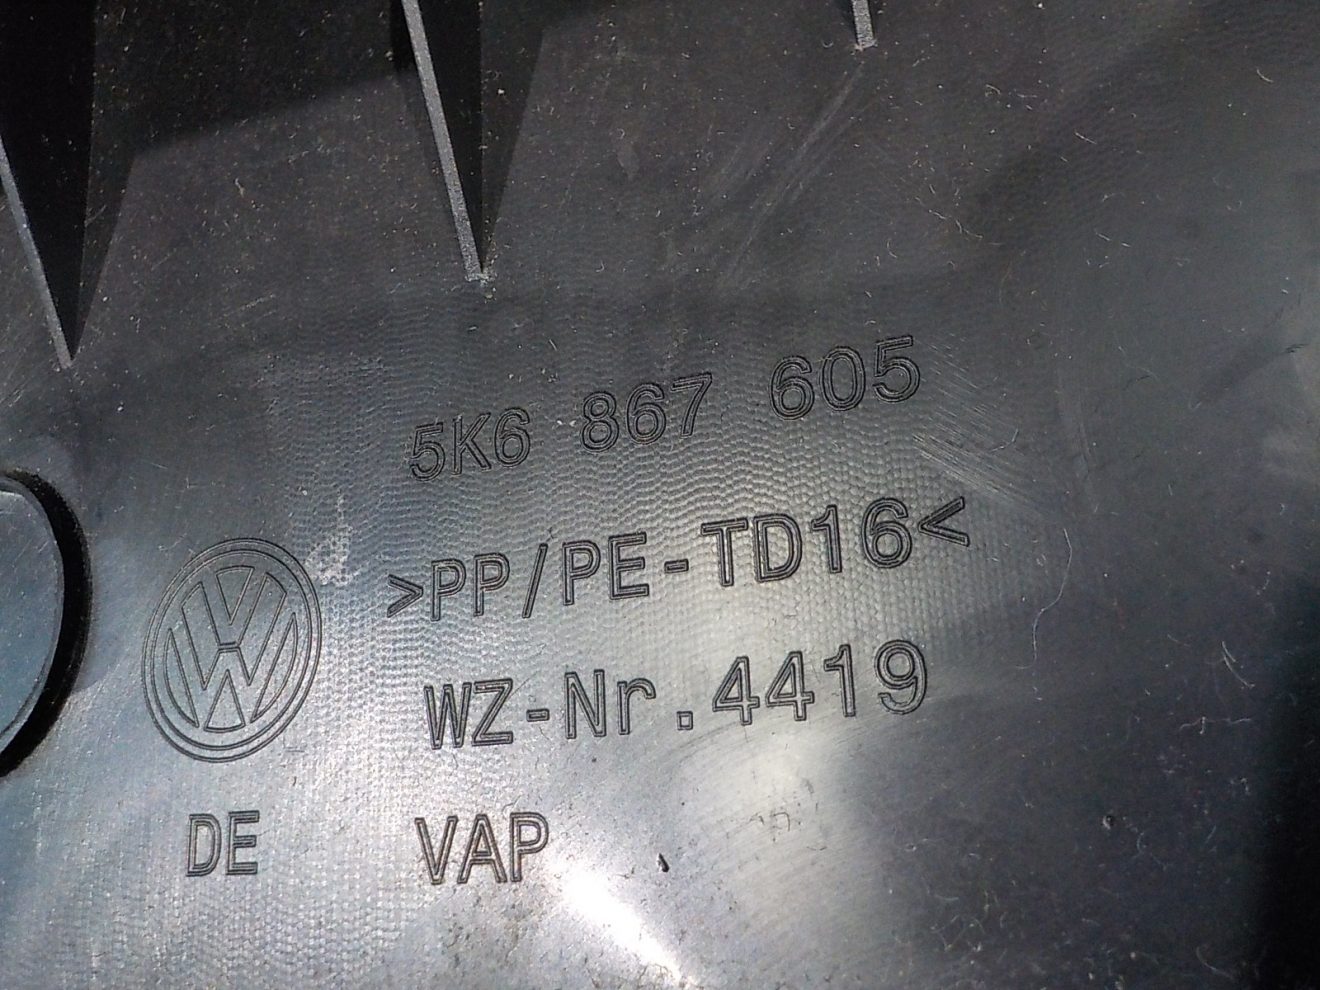 5K6 867 605
>PP/PE-TD16<
WZ-Nr.4419
DE VAP